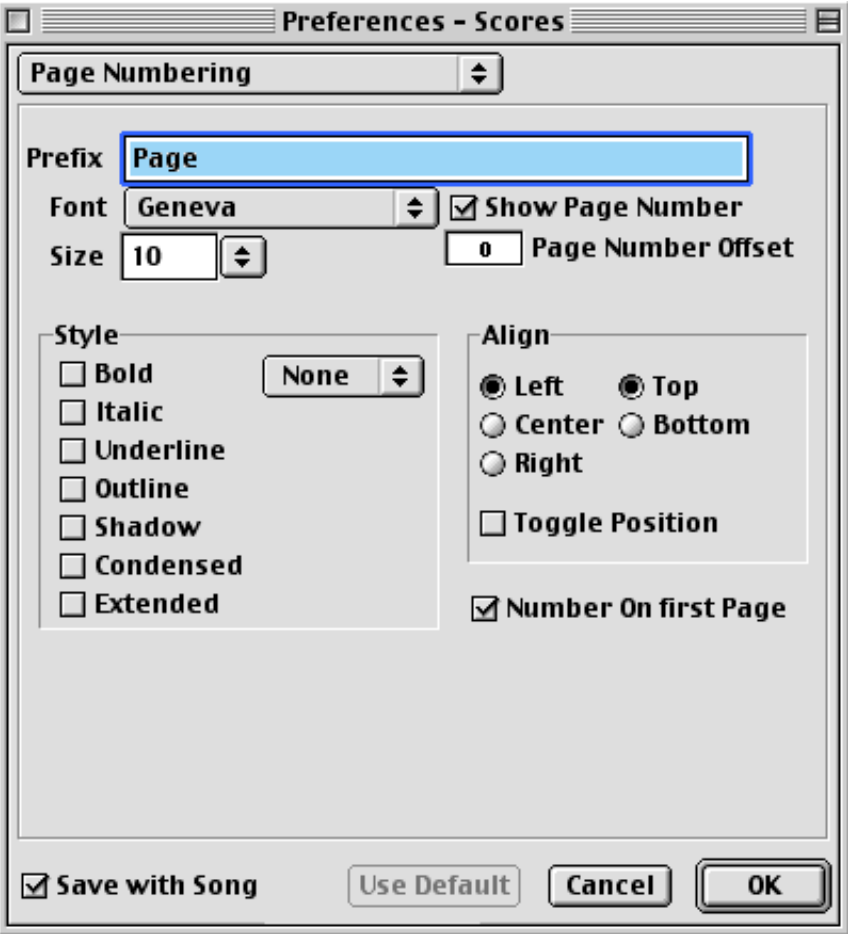 Preferences - Scores
Page Numbering
Prefix Page
Font Geneva Show Page Number
Size 10 0 Page Number Offset
Style Align
Bold None Left Top
Italic Center Bottom
Underline Right
Outline
Shadow Toggle Position
Condensed
Extended Number On first Page
Save with Song Use Default Cancel OK